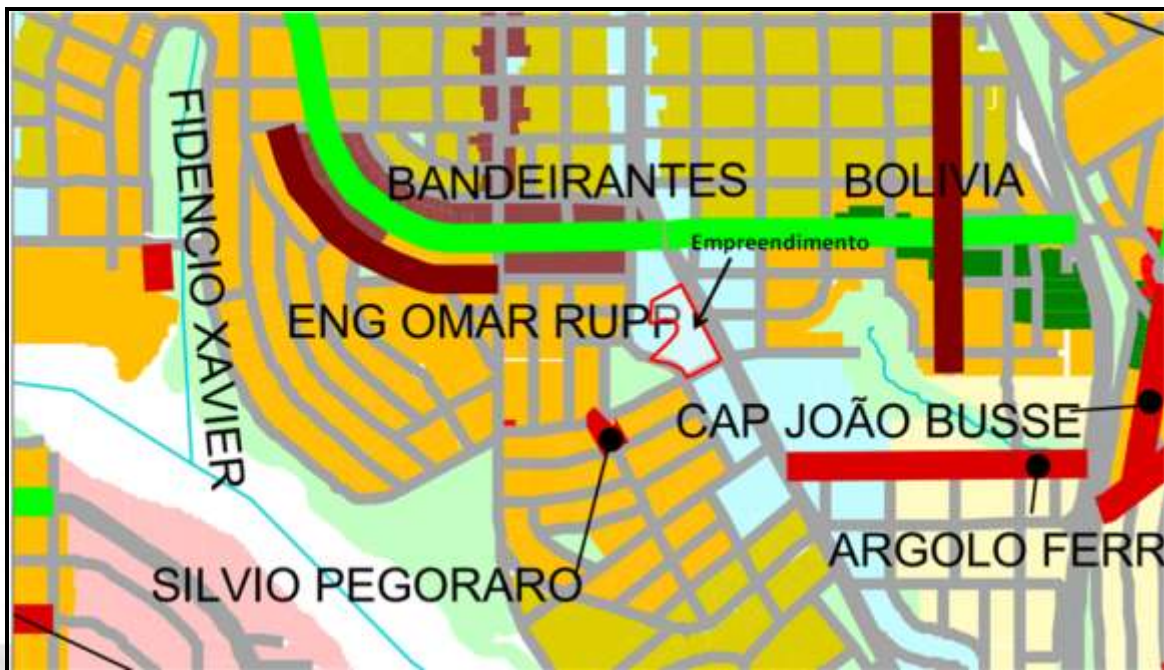 FIDENCIO XAVIER
BANDEIRANTES
BOLIVIA
Empreendimento
ENG OMAR RUPP
CAP JOÃO BUSSE
SILVIO PEGORARO
ARGOLO FERR